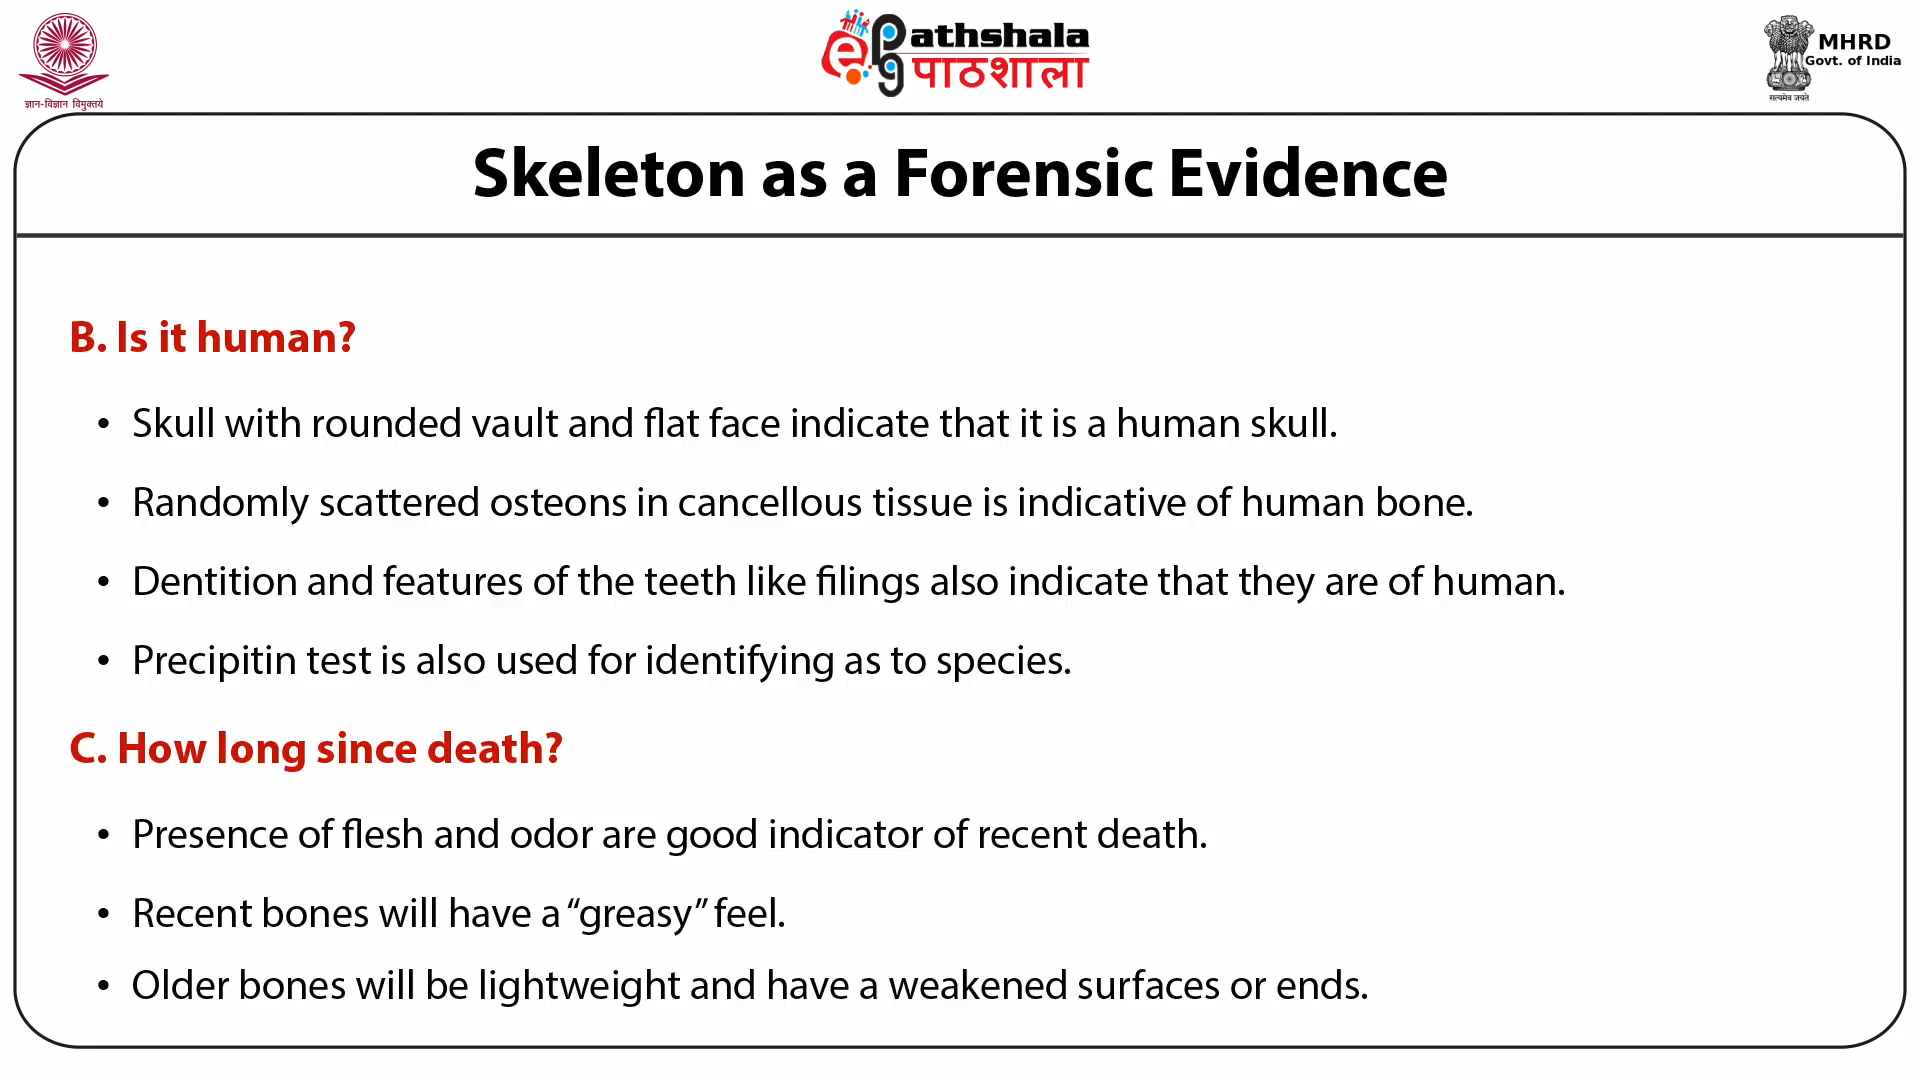 ज्ञान-विज्ञान विमुक्तये
ePathshala
पाठशाला
MHRD
Govt. of India
सत्यमेव जयते
Skeleton as a Forensic Evidence
B. Is it human?
• Skull with rounded vault and flat face indicate that it is a human skull.
• Randomly scattered osteons in cancellous tissue is indicative of human bone.
• Dentition and features of the teeth like filings also indicate that they are of human.
• Precipitin test is also used for identifying as to species.
C. How long since death?
• Presence of flesh and odor are good indicator of recent death.
• Recent bones will have a “greasy” feel.
• Older bones will be lightweight and have a weakened surfaces or ends.